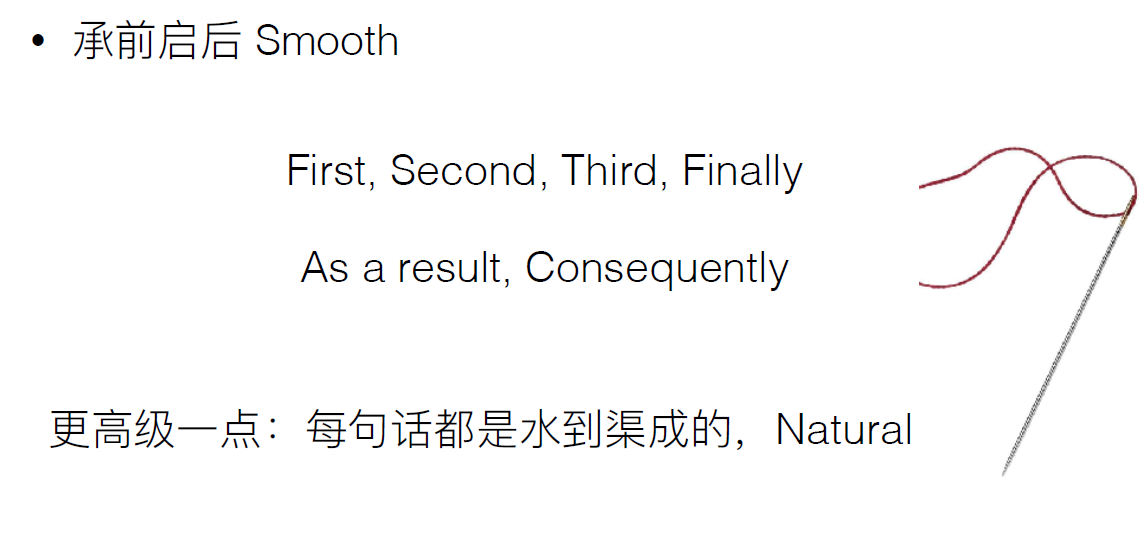 • 承前启后 Smooth
First, Second, Third, Finally
As a result, Consequently
更高级一点：每句话都是水到渠成的，Natural